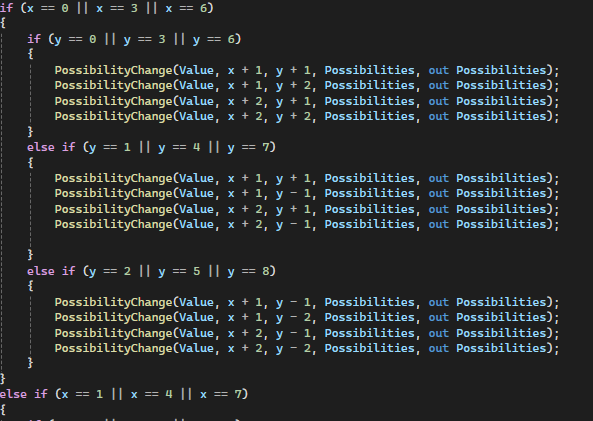 if (x == 0 || x == 3 || x == 6)
{
if (y == 0 || y == 3 || y == 6)
{
PossibilityChange(Value, x + 1, y + 1, Possibilities, out Possibilities);
PossibilityChange(Value, x + 1, y + 2, Possibilities, out Possibilities);
PossibilityChange(Value, x + 2, y + 1, Possibilities, out Possibilities);
PossibilityChange(Value, x + 2, y + 2, Possibilities, out Possibilities);
}
else if (y == 1 || y == 4 || y == 7)
{
PossibilityChange(Value, x + 1, y + 1, Possibilities, out Possibilities);
PossibilityChange(Value, x + 1, y - 1, Possibilities, out Possibilities);
PossibilityChange(Value, x + 2, y + 1, Possibilities, out Possibilities);
PossibilityChange(Value, x + 2, y - 1, Possibilities, out Possibilities);
}
else if (y == 2 || y == 5 || y == 8)
{
PossibilityChange(Value, x + 1, y - 1, Possibilities, out Possibilities);
PossibilityChange(Value, x + 1, y - 2, Possibilities, out Possibilities);
PossibilityChange(Value, x + 2, y - 1, Possibilities, out Possibilities);
PossibilityChange(Value, x + 2, y - 2, Possibilities, out Possibilities);
}
}
else if (x == 1 || x == 4 || x == 7)
{